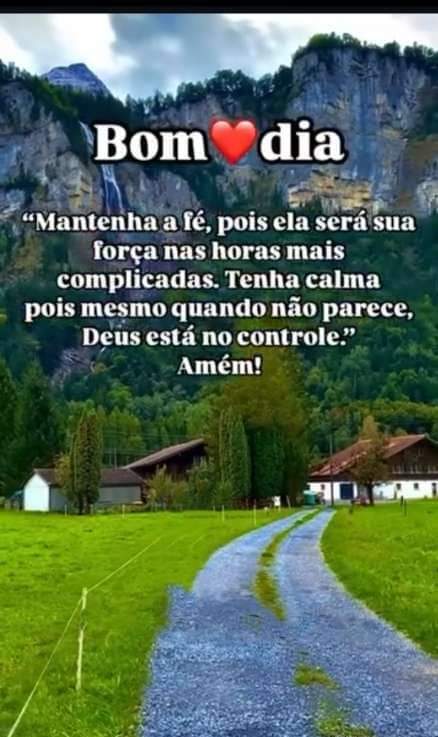 Bom❤️dia
“Mantenha a fé, pois ela será sua
força nas horas mais
complicadas. Tenha calma
pois mesmo quando não parece,
Deus está no controle.”
Amém!